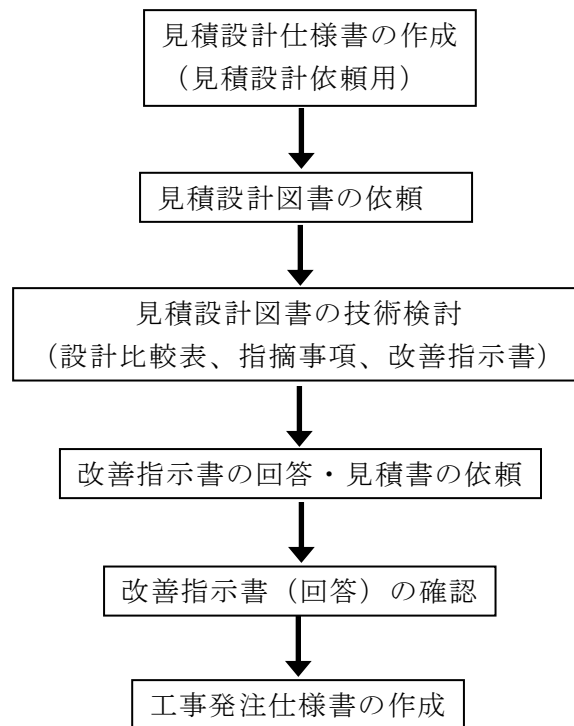 見積設計仕様書の作成
（見積設計依頼用）
見積設計図書の依頼
見積設計図書の技術検討
（設計比較表、指摘事項、改善指示書）
改善指示書の回答・見積書の依頼
改善指示書（回答）の確認
工事発注仕様書の作成